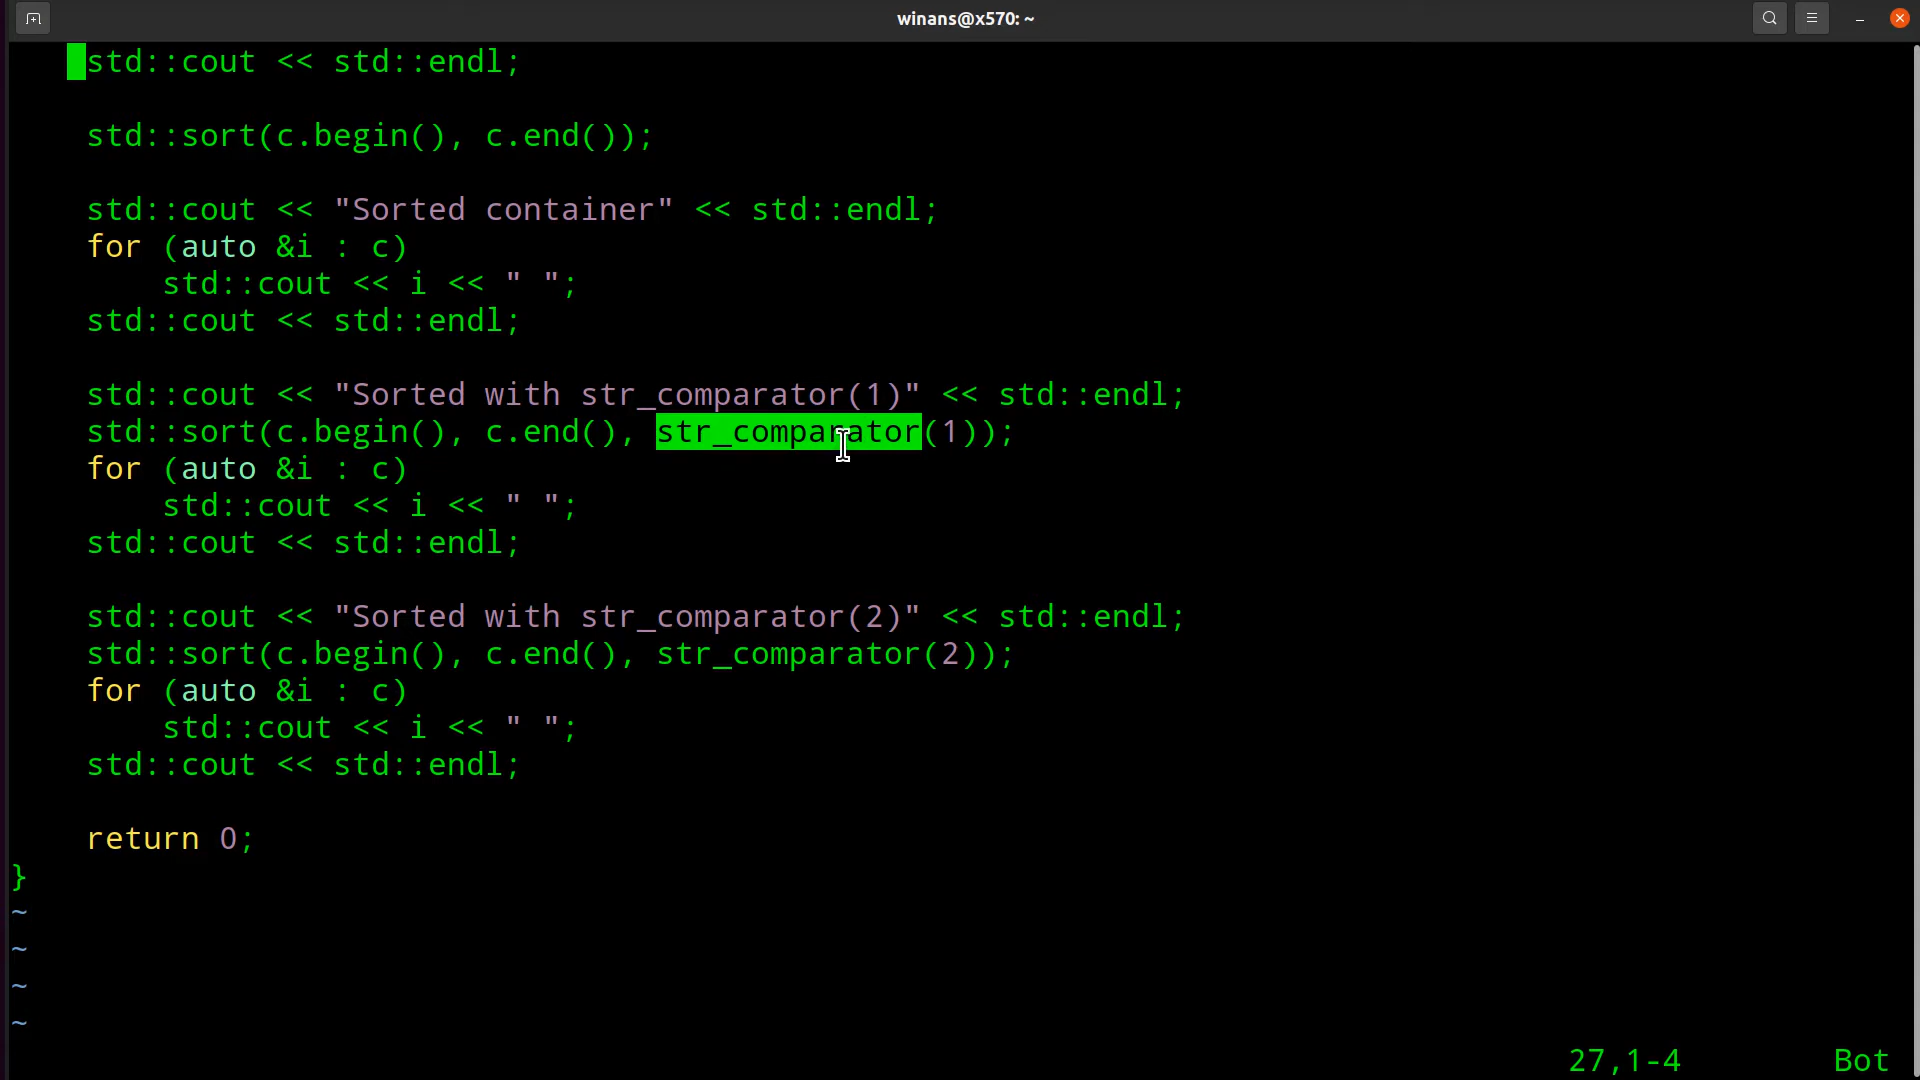 winans@x570: ~
std::cout << std::endl;
std::sort(c.begin(), c.end());
std::cout << "Sorted container" << std::endl;
for (auto &i : c)
std::cout << i << " ";
std::cout << std::endl;
std::cout << "Sorted with str_comparator(1)" << std::endl;
std::sort(c.begin(), c.end(), str_comparator(1));
for (auto &i : c)
std::cout << i << " ";
std::cout << std::endl;
std::cout << "Sorted with str_comparator(2)" << std::endl;
std::sort(c.begin(), c.end(), str_comparator(2));
for (auto &i : c)
std::cout << i << " ";
std::cout << std::endl;
return 0;
}
~
~
~
~
27,1-4 Bot